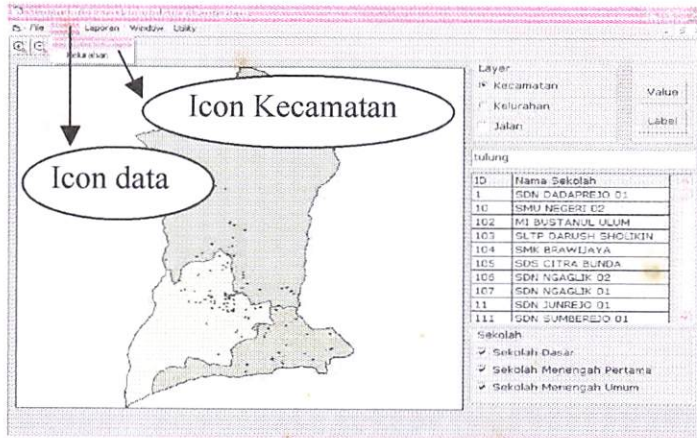 File Laporan Window Utility
Kelurahan
Icon Kecamatan
Icon data
Layer
Kecamatan
Kelurahan
Jalan
Value
Label
tulung
ID Nama Sekolah
1 SDN DADAPREJO 01
10 SMU NEGERI 02
102 MI BUSTANUL ULUM
103 SLTP DARUSH SHOLIKIN
104 SMK BRAWIJAYA
105 SDS CITRA BUNDA
106 SDN NGAGLIK 02
107 SDN NGAGLIK 01
11 SDN JUNREJO 01
111 SDN SUMBEREJO 01
Sekolah
Sekolah Dasar
Sekolah Menengah Pertama
Sekolah Menengah Umum